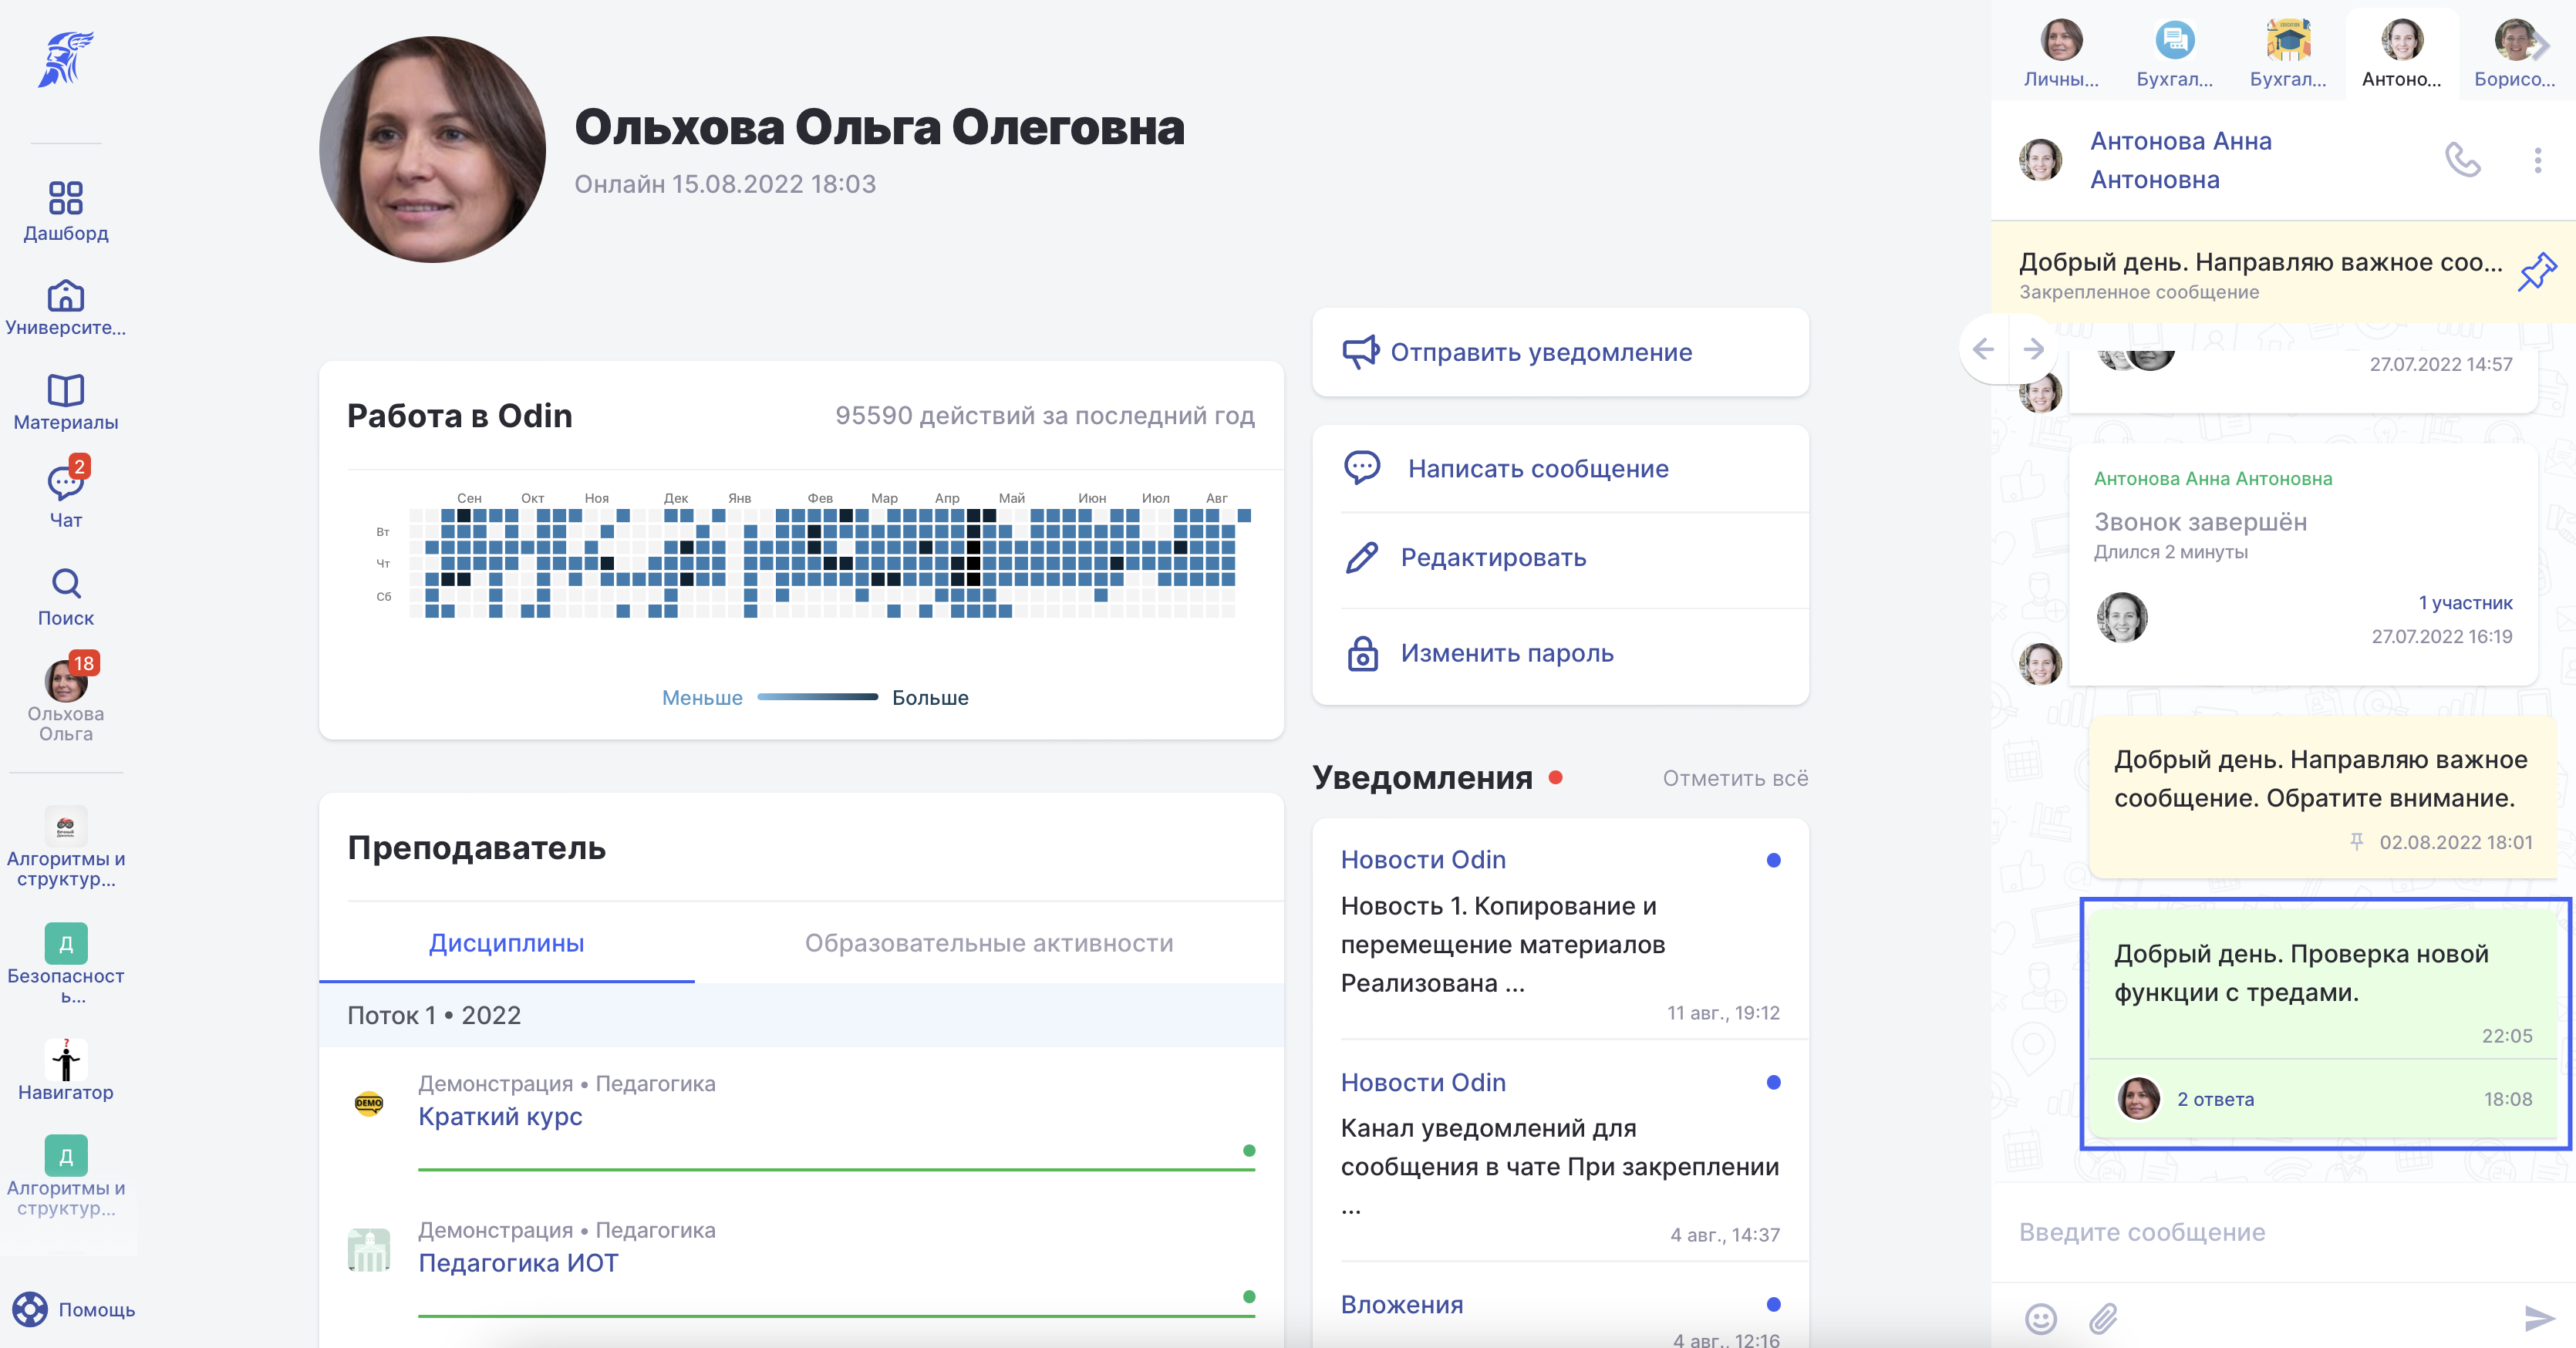 Дашборд
Университе...
Материалы
2
Чат
Поиск
18
Ольхова
Ольга
Алгоритмы и
структур...
Д
Безопасност
ь...
?
Навигатор
Д
Алгоритмы и
структур...
Помощь
Ольхова Ольга Олеговна
Онлайн 15.08.2022 18:03
Работа в Odin
95590 действий за последний год
Сен Окт Ноя Дек Янв Фев Мар Апр Май Июн Июл Авг
Вт
Чт
Сб
Меньше
Больше
Преподаватель
Дисциплины
Образовательные активности
Поток 1 • 2022
DEMO
Демонстрация • Педагогика
Краткий курс
Демонстрация • Педагогика
Педагогика ИОТ
Отправить уведомление
Написать сообщение
Редактировать
Изменить пароль
Уведомления
Отметить всё
Новости Odin
Новость 1. Копирование и
перемещение материалов
Реализована ...
11 авг., 19:12
Новости Odin
Канал уведомлений для
сообщения в чате При закреплении
...
4 авг., 14:37
Вложения
4 авг., 12:16
Личны...
Бухгал...
Бухгал...
Антоно...
Борисо...
Антонова Анна
Антоновна
Добрый день. Направляю важное соо...
Закрепленное сообщение
27.07.2022 14:57
Антонова Анна Антоновна
Звонок завершён
Длился 2 минуты
1 участник
27.07.2022 16:19
Добрый день. Направляю важное
сообщение. Обратите внимание.
02.08.2022 18:01
Добрый день. Проверка новой
функции с тредами.
22:05
2 ответа
18:08
Введите сообщение